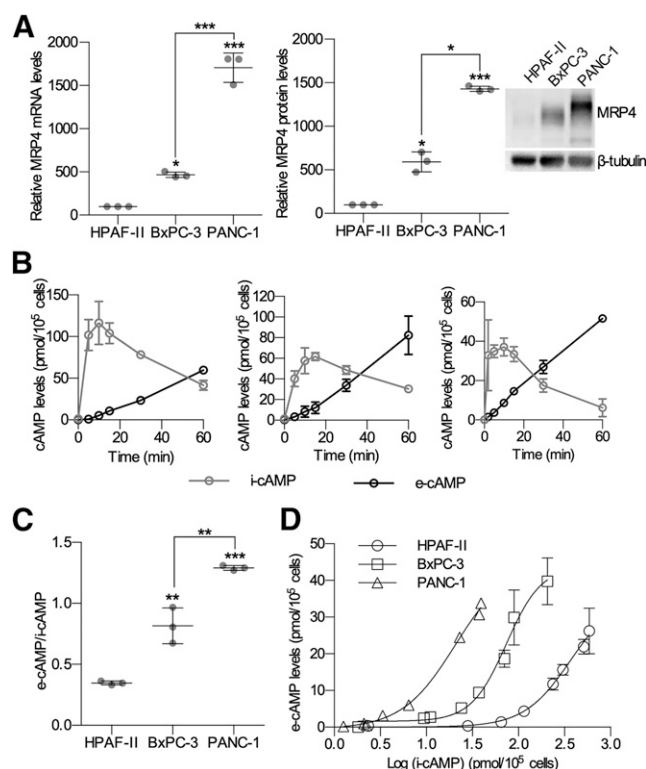 A
Relative MRP4 mRNA levels
2000
1500
1000
500
0
***
***
*
HPAF-II BxPC-3 PANC-1
Relative MRP4 protein levels
2000
1500
1000
500
0
*
***
*
HPAF-II BxPC-3 PANC-1
HPAF-II
BxPC-3
PANC-1
MRP4
β-tubulin
B
cAMP levels (pmol/10⁵ cells)
150
100
50
0
0 20 40 60
Time (min)
cAMP levels (pmol/10⁵ cells)
120
100
80
60
40
20
0
0 20 40 60
Time (min)
cAMP levels (pmol/10⁵ cells)
60
40
20
0
0 20 40 60
Time (min)
i-cAMP e-cAMP
C
e-cAMP/i-cAMP
1.5
1.0
0.5
0.0
**
***
**
HPAF-II BxPC-3 PANC-1
D
e-cAMP levels (pmol/10⁵ cells)
50
40
30
20
10
0
HPAF-II
BxPC-3
PANC-1
0.0 0.5 1.0 1.5 2.0 2.5 3.0
Log (i-cAMP) (pmol/10⁵ cells)